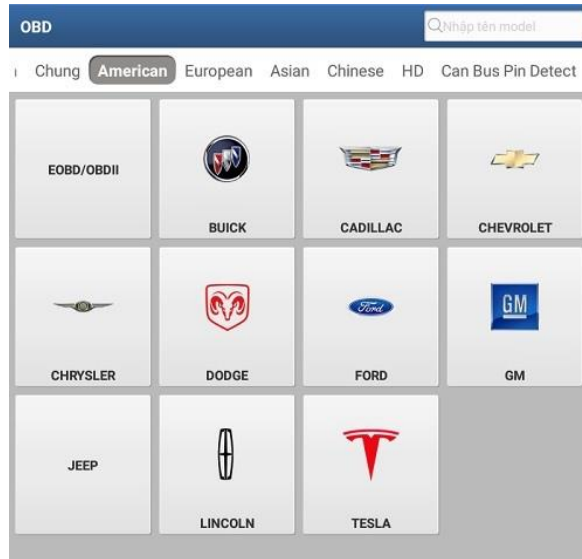 OBD
Nhập tên model
Chung American European Asian Chinese HD Can Bus Pin Detect
EOBD/OBDII
BUICK CADILLAC CHEVROLET
CHRYSLER DODGE Ford FORD GM GM
JEEP
LINCOLN TESLA